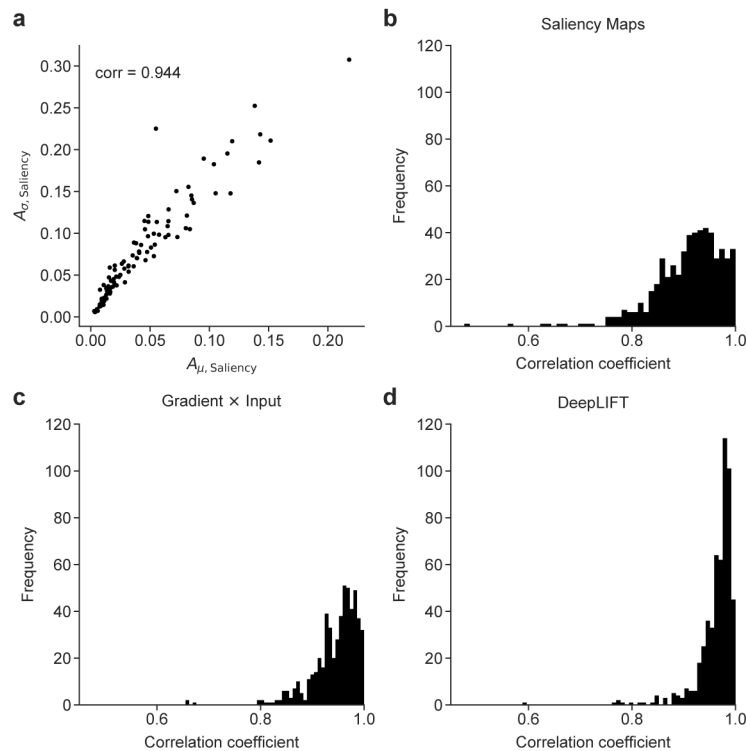 a
corr = 0.944
0.30
0.25
0.20
0.15
0.10
0.05
0.00
A𝜎, Saliency
0.00 0.05 0.10 0.15 0.20
A𝜇, Saliency
b
Saliency Maps
120
100
80
60
40
20
0
Frequency
0.6 0.8 1.0
Correlation coefficient
c
Gradient × Input
120
100
80
60
40
20
0
Frequency
0.6 0.8 1.0
Correlation coefficient
d
DeepLIFT
120
100
80
60
40
20
0
Frequency
0.6 0.8 1.0
Correlation coefficient